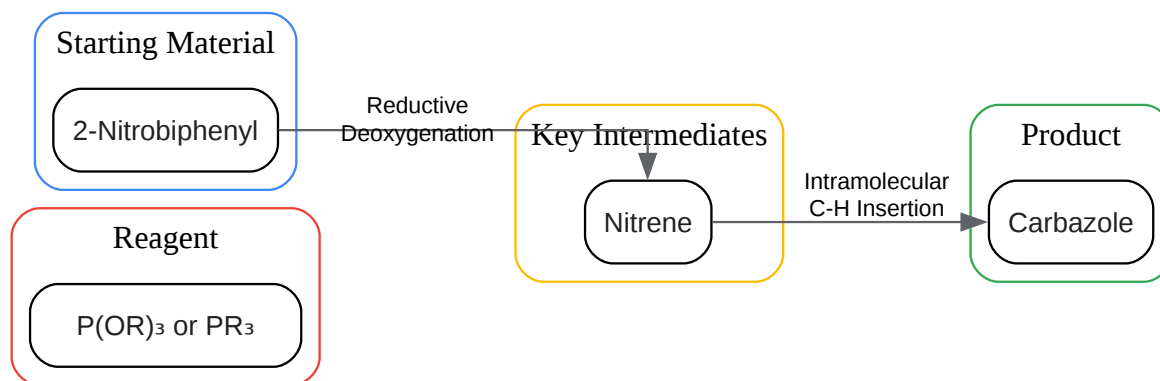 Starting Material
2-Nitrobiphenyl
Reductive
Deoxygenation
Key Intermediates
Nitrene
Intramolecular
C-H Insertion
Product
Carbazole
Reagent
P(OR)₃ or PR₃